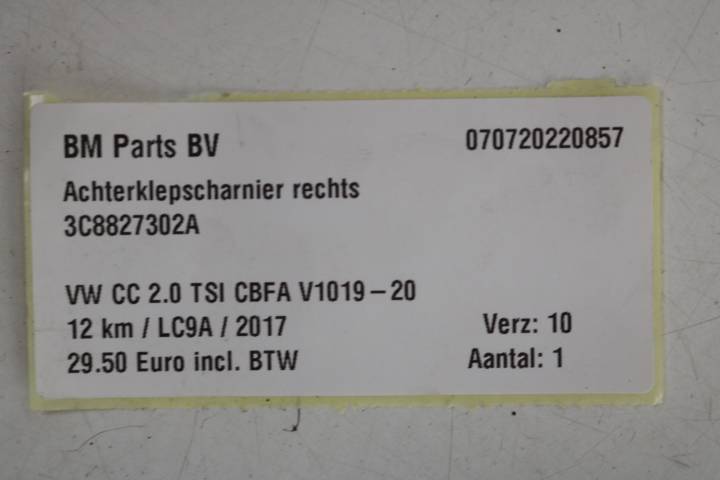 BM Parts BV 070720220857
Achterklepscharnier rechts
3C8827302A
VW CC 2.0 TSI CBFA V1019-20
12 km / LC9A / 2017 Verz: 10
29.50 Euro incl. BTW Aantal: 1